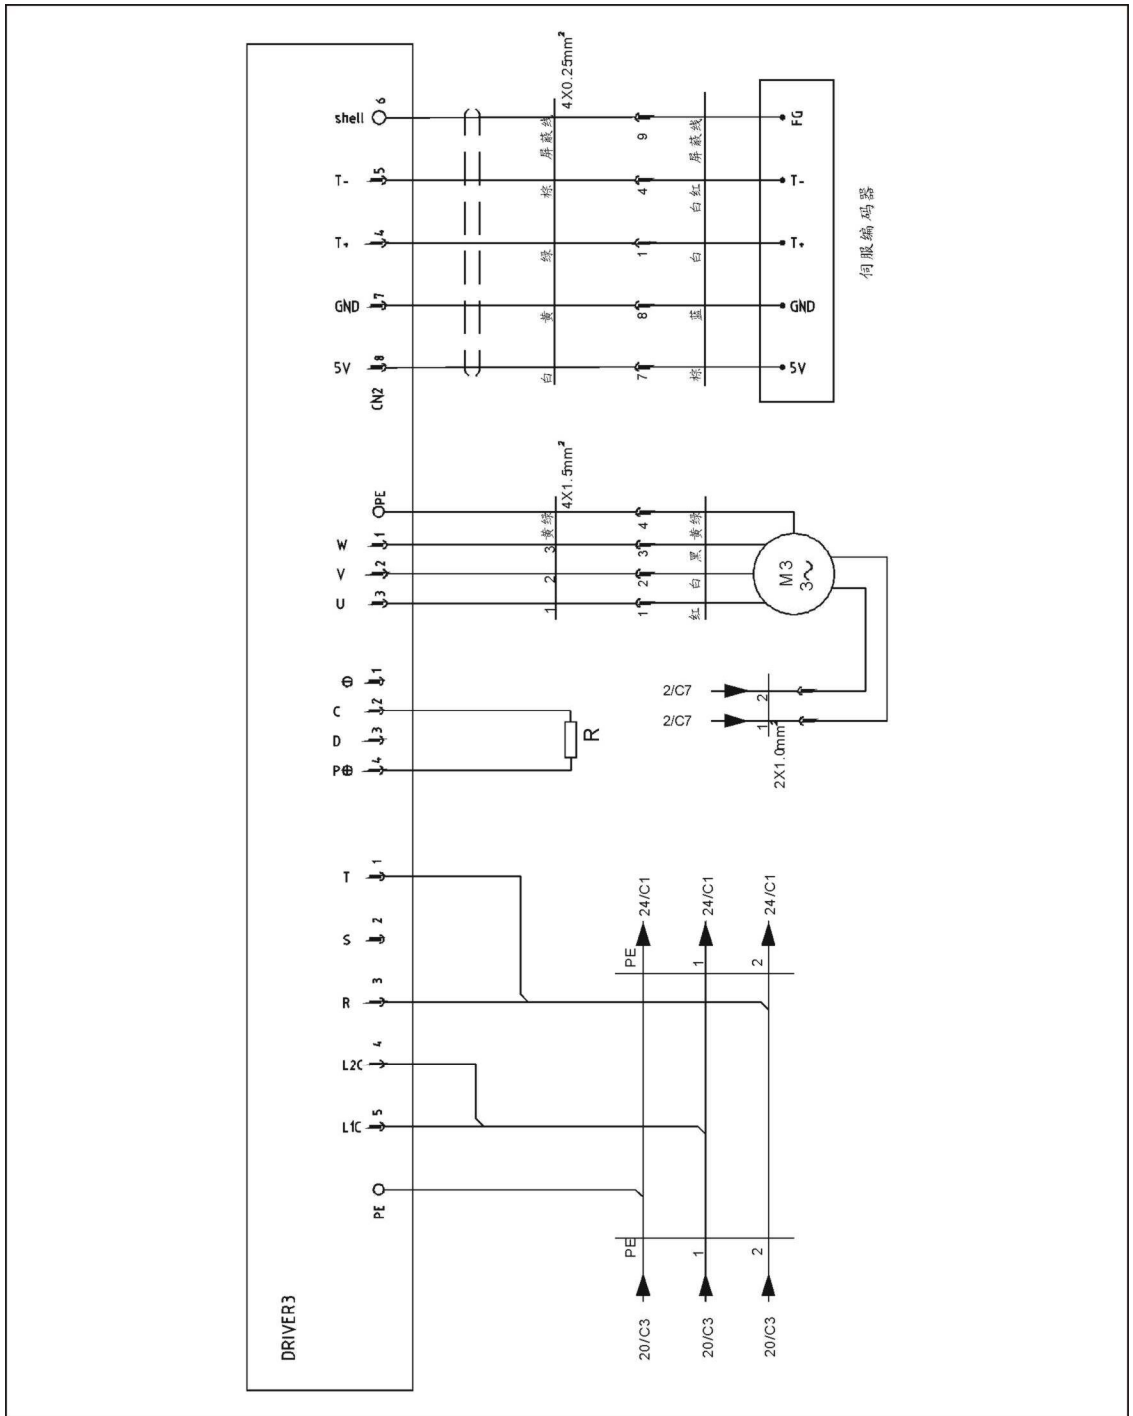 4X0.25mm²
shell
6
屏蔽线
9
屏蔽线
FG
T-
5
棕
4
白红
T-
T+
4
绿
1
白
T+
GND
7
黄
8
蓝
GND
5V
8
白
7
棕
5V
CN2
伺服编码器
4X1.5mm²
PE
黄绿
4
黄绿
W
1
3
3
黑
V
2
2
2
白
U
3
1
1
红
M3
3~
⊖
1
C
2
D
3
P⊕
4
R
2/C7
2
2/C7
1
2X1.0mm²
T
1
S
2
R
3
L2C
4
L1C
5
PE
24/C1
24/C1
24/C1
PE
1
2
PE
1
2
20/C3
20/C3
20/C3
DRIVER3